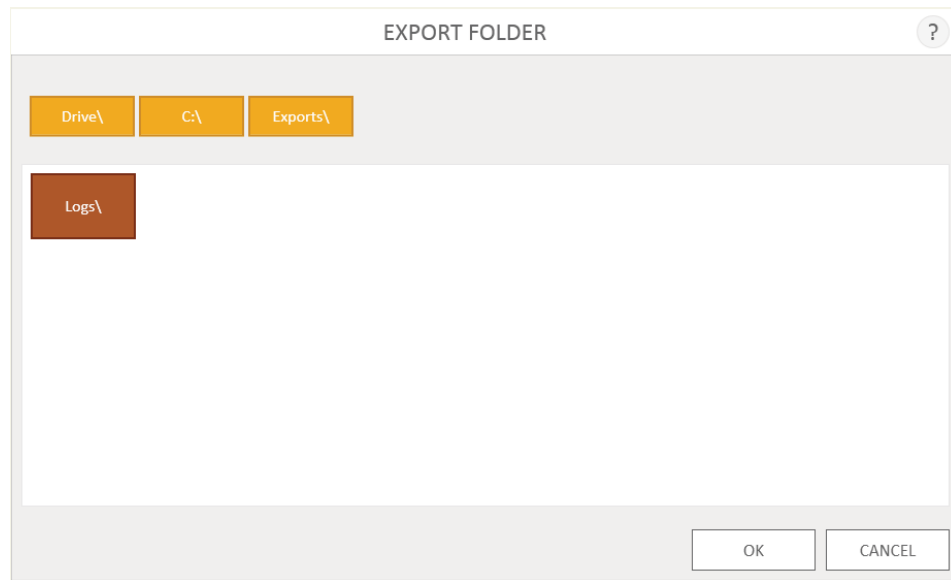 EXPORT FOLDER
?
Drive\ C:\ Exports\
Logs\
OK CANCEL